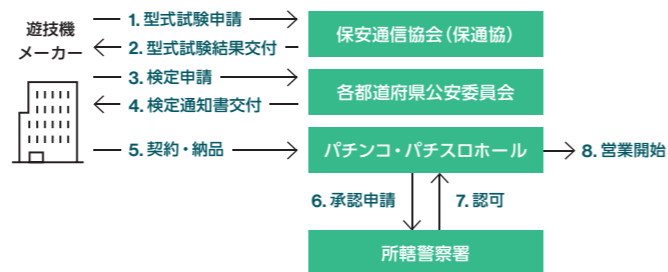 遊技機
メーカー
1. 型式試験申請
2. 型式試験結果交付
保安通信協会(保通協)
3. 検定申請
4. 検定通知書交付
各都道府県公安委員会
5. 契約・納品
パチンコ・パチスロホール
8. 営業開始
6. 承認申請
7. 認可
所轄警察署